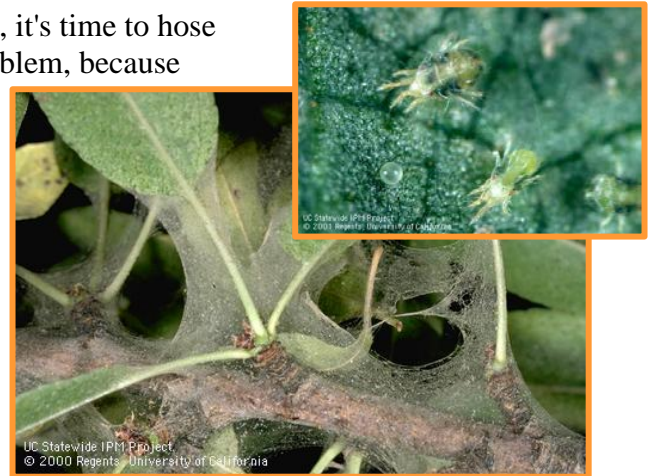 , it's time to hose
blem, because
UC Statewide IPM Project
© 2001 Regents, University of California
UC Statewide IPM Project
© 2000 Regents, University of California